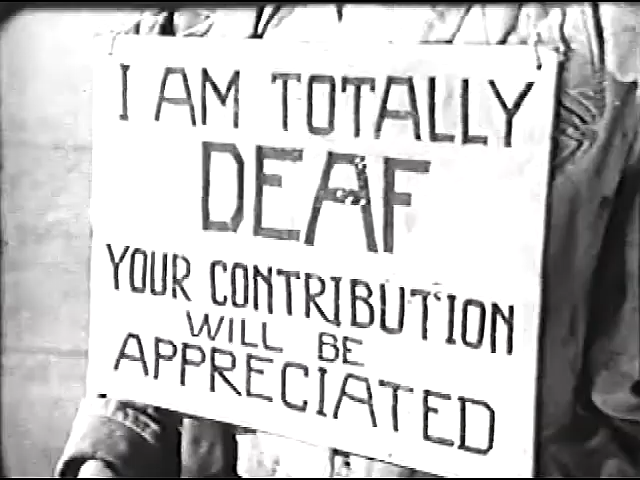 I AM TOTALLY
DEAF
YOUR CONTRIBUTION
WILL BE
APPRECIATED